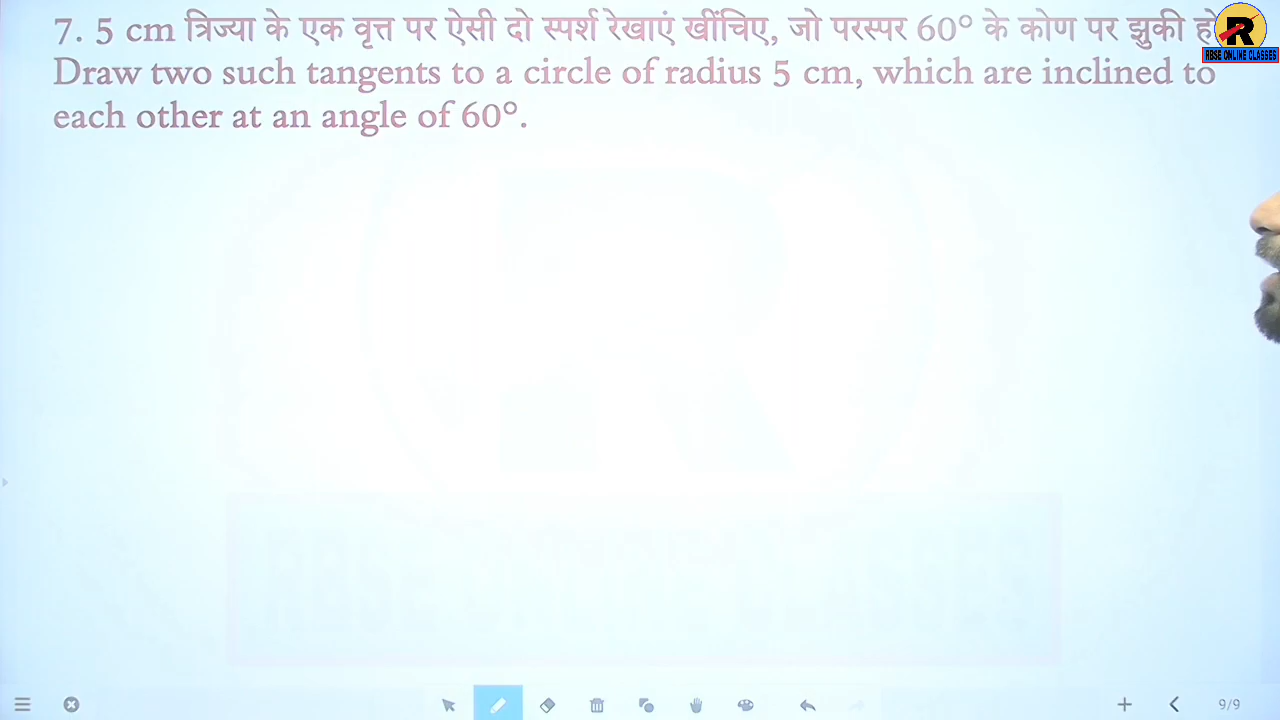 7. 5 cm त्रिज्या के एक वृत्त पर ऐसी दो स्पर्श रेखाएं खींचिए, जो परस्पर 60° के कोण पर झुकी हो
Draw two such tangents to a circle of radius 5 cm, which are inclined to
each other at an angle of 60°.
R
RBSE ONLINE CLASSES
9/9